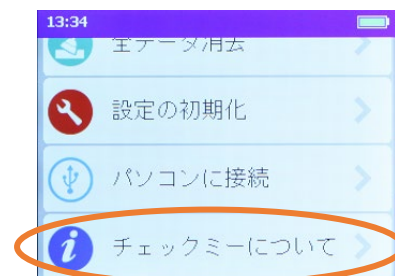 13:34
全データ消去
設定の初期化
パソコンに接続
チェックミーについて